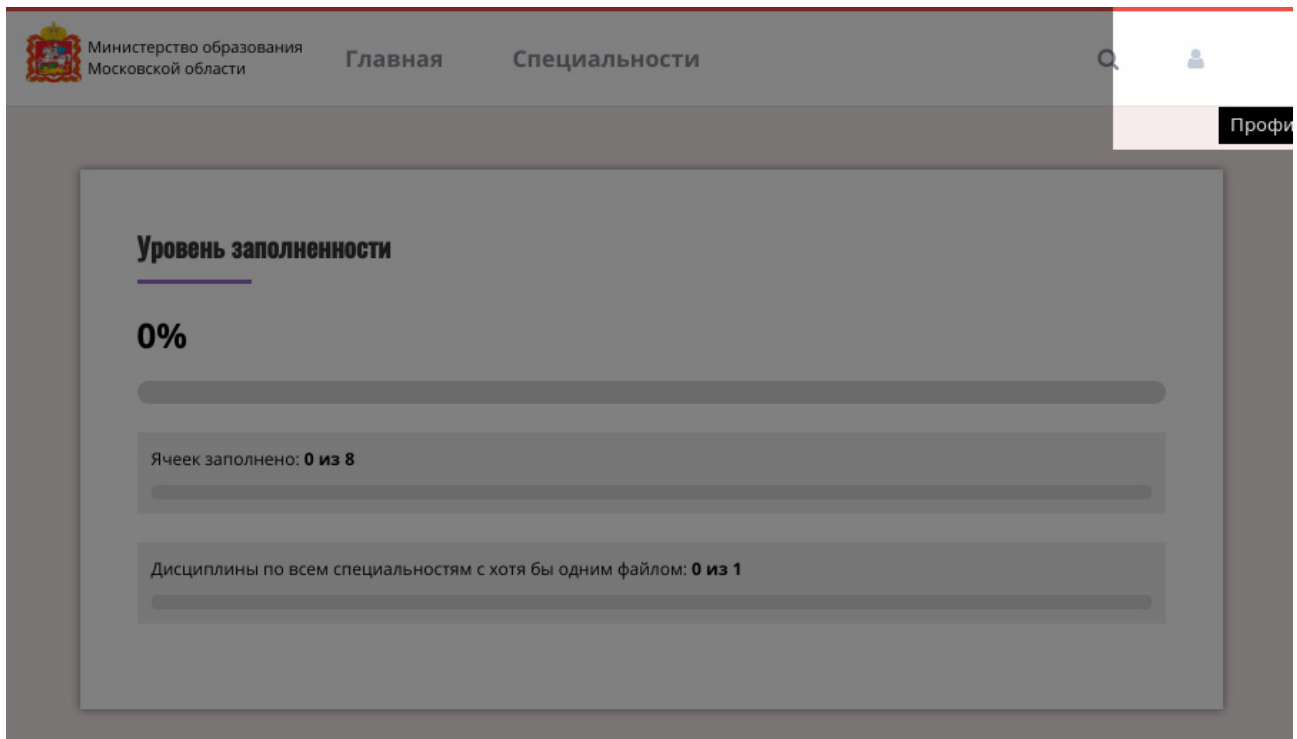 Министерство образования
Московской области
Главная
Специальности
Профи
Уровень заполненности
0%
Ячеек заполнено: 0 из 8
Дисциплины по всем специальностям с хотя бы одним файлом: 0 из 1